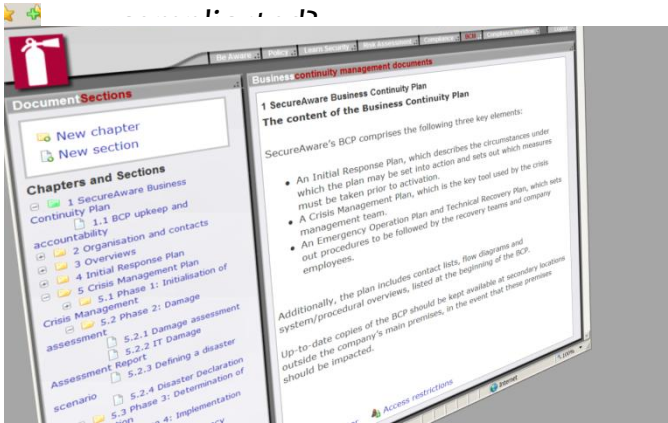 complicated?
Be Aware
Policy
Learn Security
Risk Assessment
Compliance
BCM
Compliance Monitor
Logout
DocumentSections
New chapter
New section
Chapters and Sections
1 SecureAware Business
Continuity Plan
1.1 BCP upkeep and
accountability
2 Organisation and contacts
3 Overviews
4 Initial Response Plan
5 Crisis Management Plan
5.1 Phase 1: Initialisation of
Crisis Management
5.2 Phase 2: Damage
assessment
5.2.1 Damage assessment
5.2.2 IT Damage
Assessment Report
5.2.3 Defining a disaster
scenario
5.2.4 Disaster Declaration
5.3 Phase 3: Determination of
4: Implementation
Businesscontinuity management documents
1 SecureAware Business Continuity Plan
The content of the Business Continuity Plan
SecureAware's BCP comprises the following three key elements:
• An Initial Response Plan, which describes the circumstances under
which the plan may be set into action and sets out which measures
must be taken prior to activation.
• A Crisis Management Plan, which is the key tool used by the crisis
management team.
• An Emergency Operation Plan and Technical Recovery Plan, which sets
out procedures to be followed by the recovery teams and company
employees.
Additionally, the plan includes contact lists, flow diagrams and
system/procedural overviews, listed at the beginning of the BCP.
Up-to-date copies of the BCP should be kept available at secondary locations
outside the company's main premises, in the event that these premises
should be impacted.
Access restrictions
Internet
100%